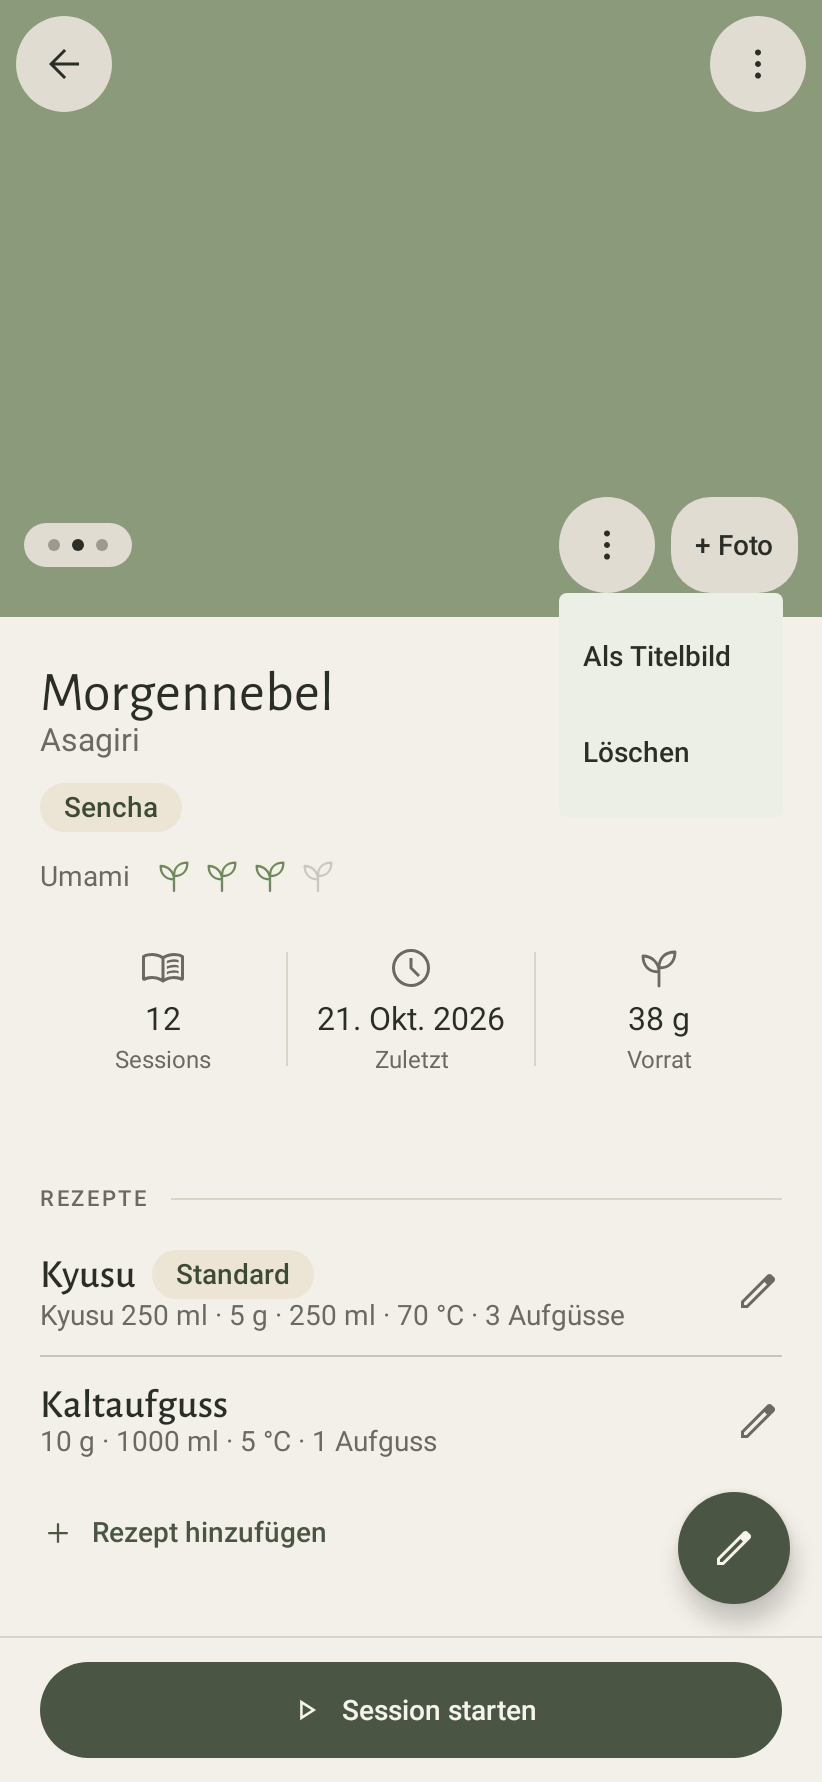 + Foto
Als Titelbild
Löschen
Morgennebel
Asagiri
Sencha
Umami
12
Sessions
21. Okt. 2026
Zuletzt
38 g
Vorrat
REZEPTE
Kyusu Standard
Kyusu 250 ml · 5 g · 250 ml · 70 °C · 3 Aufgüsse
Kaltaufguss
10 g · 1000 ml · 5 °C · 1 Aufguss
+ Rezept hinzufügen
Session starten